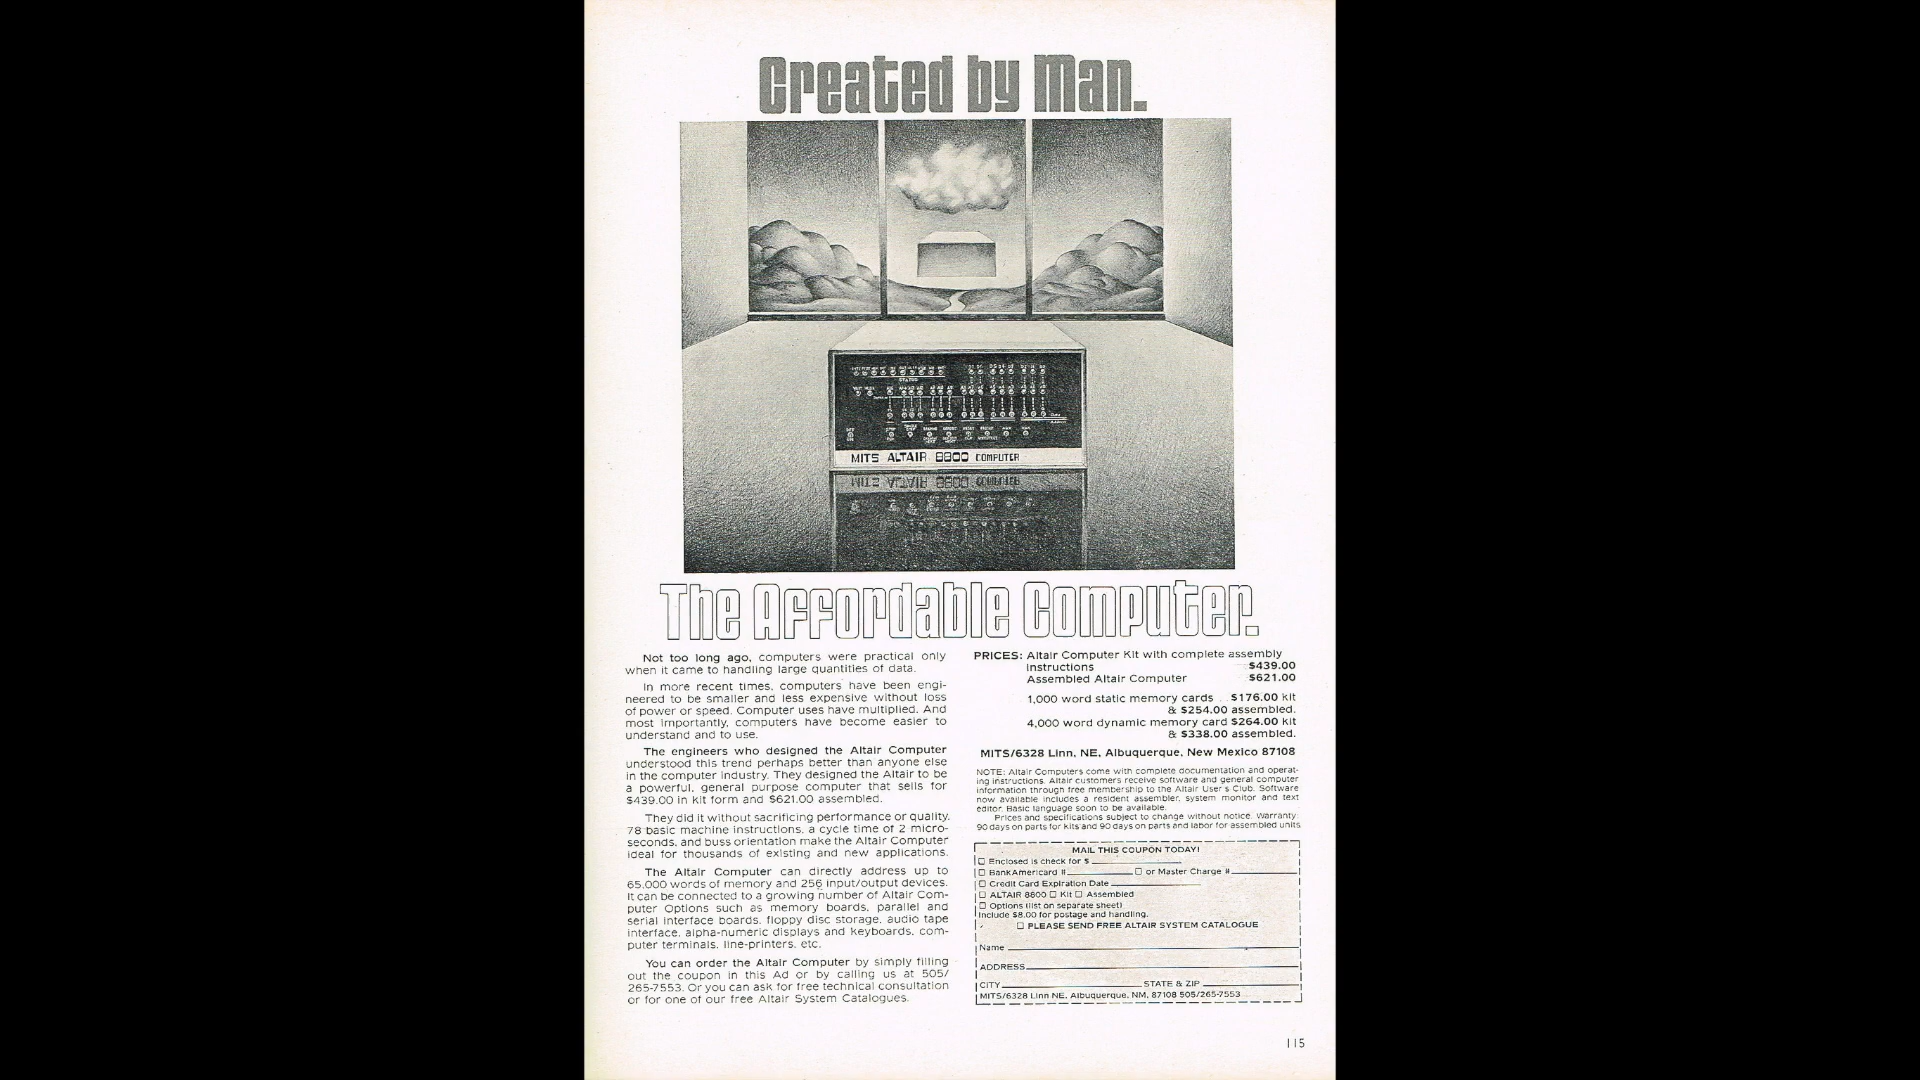 Created by Man.
MITS ALTAIR 8800 COMPUTER
The Affordable Computer.
Not too long ago, computers were practical only
when it came to handling large quantities of data.
In more recent times, computers have been engi-
neered to be smaller and less expensive without loss
of power or speed. Computer uses have multiplied. And
most importantly, computers have become easier to
understand and to use.
The engineers who designed the Altair Computer
understood this trend perhaps better than anyone else
in the computer industry. They designed the Altair to be
a powerful, general purpose computer that sells for
$439.00 in kit form and $621.00 assembled.
They did it without sacrificing performance or quality.
78 basic machine instructions, a cycle time of 2 micro-
seconds, and buss orientation make the Altair Computer
ideal for thousands of existing and new applications.
The Altair Computer can directly address up to
65,000 words of memory and 256 input/output devices.
It can be connected to a growing number of Altair Com-
puter Options such as memory boards, parallel and
serial interface boards, floppy disc storage, audio tape
interface, alpha-numeric displays and keyboards, com-
puter terminals, line-printers, etc.
You can order the Altair Computer by simply filling
out the coupon in this Ad or by calling us at 505/
265-7553. Or you can ask for free technical consultation
or for one of our free Altair System Catalogues.
PRICES: Altair Computer Kit with complete assembly
instructions $439.00
Assembled Altair Computer $621.00
1,000 word static memory cards . . $176.00 kit
& $254.00 assembled.
4,000 word dynamic memory card $264.00 kit
& $338.00 assembled.
MITS/6328 Linn, NE, Albuquerque, New Mexico 87108
NOTE: Altair Computers come with complete documentation and operat-
ing instructions. Altair customers receive software and general computer
information through free membership to the Altair User's Club. Software
now available includes a resident assembler, system monitor and text
editor. Basic language soon to be available.
Prices and specifications subject to change without notice. Warranty:
90 days on parts for kits and 90 days on parts and labor for assembled units
MAIL THIS COUPON TODAY!
☐ Enclosed is check for $
☐ BankAmericard # ☐ or Master Charge #
☐ Credit Card Expiration Date
☐ ALTAIR 8800 ☐ Kit ☐ Assembled
☐ Options (list on separate sheet)
Include $8.00 for postage and handling.
☐ PLEASE SEND FREE ALTAIR SYSTEM CATALOGUE
Name
ADDRESS
CITY STATE & ZIP
MITS/6328 Linn NE, Albuquerque, NM, 87108 505/265-7553
115